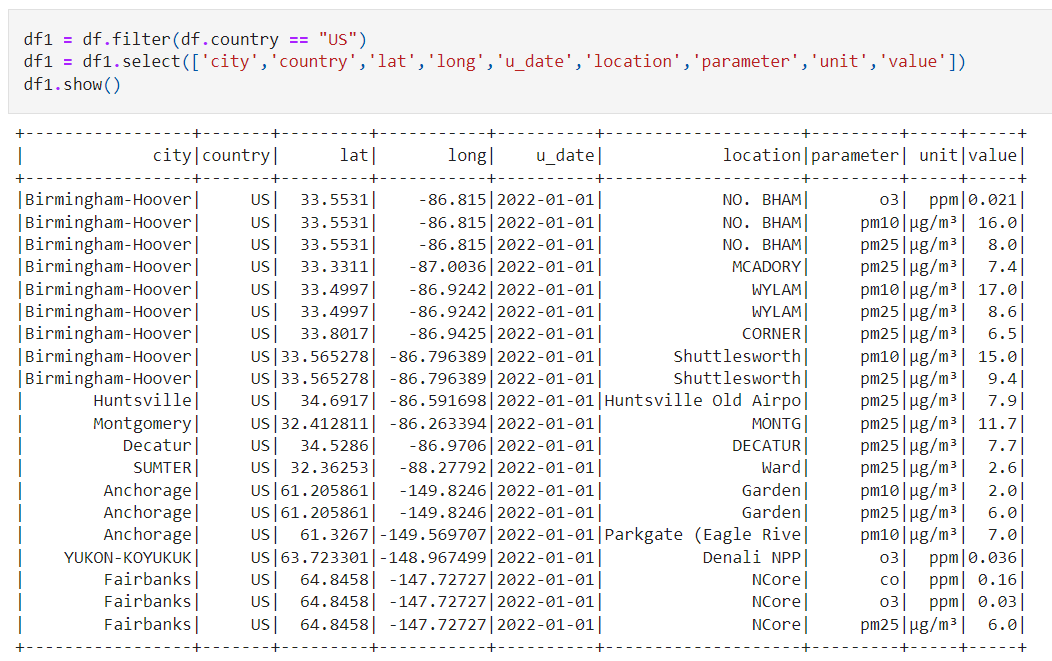 df1 = df.filter(df.country == "US")
df1 = df1.select(['city','country','lat','long','u_date','location','parameter','unit','value'])
df1.show()
+-----------------+-------+---------+-----------+----------+--------------------+---------+-----+-----+
|             city|country|      lat|       long|    u_date|            location|parameter| unit|value|
+-----------------+-------+---------+-----------+----------+--------------------+---------+-----+-----+
|Birmingham-Hoover|     US|  33.5531|    -86.815|2022-01-01|            NO. BHAM|       o3|  ppm|0.021|
|Birmingham-Hoover|     US|  33.5531|    -86.815|2022-01-01|            NO. BHAM|     pm10|µg/m³| 16.0|
|Birmingham-Hoover|     US|  33.5531|    -86.815|2022-01-01|            NO. BHAM|     pm25|µg/m³|  8.0|
|Birmingham-Hoover|     US|  33.3311|   -87.0036|2022-01-01|             MCADORY|     pm25|µg/m³|  7.4|
|Birmingham-Hoover|     US|  33.4997|   -86.9242|2022-01-01|               WYLAM|     pm10|µg/m³| 17.0|
|Birmingham-Hoover|     US|  33.4997|   -86.9242|2022-01-01|               WYLAM|     pm25|µg/m³|  8.6|
|Birmingham-Hoover|     US|  33.8017|   -86.9425|2022-01-01|              CORNER|     pm25|µg/m³|  6.5|
|Birmingham-Hoover|     US|33.565278| -86.796389|2022-01-01|       Shuttlesworth|     pm10|µg/m³| 15.0|
|Birmingham-Hoover|     US|33.565278| -86.796389|2022-01-01|       Shuttlesworth|     pm25|µg/m³|  9.4|
|       Huntsville|     US|  34.6917| -86.591698|2022-01-01|Huntsville Old Airpo|     pm25|µg/m³|  7.9|
|       Montgomery|     US|32.412811| -86.263394|2022-01-01|               MONTG|     pm25|µg/m³| 11.7|
|          Decatur|     US|  34.5286|   -86.9706|2022-01-01|             DECATUR|     pm25|µg/m³|  7.7|
|           SUMTER|     US| 32.36253|  -88.27792|2022-01-01|                Ward|     pm25|µg/m³|  2.6|
|        Anchorage|     US|61.205861|  -149.8246|2022-01-01|              Garden|     pm10|µg/m³|  2.0|
|        Anchorage|     US|61.205861|  -149.8246|2022-01-01|              Garden|     pm25|µg/m³|  6.0|
|        Anchorage|     US|  61.3267|-149.569707|2022-01-01|Parkgate (Eagle Rive|     pm10|µg/m³|  7.0|
|    YUKON-KOYUKUK|     US|63.723301|-148.967499|2022-01-01|          Denali NPP|       o3|  ppm|0.036|
|        Fairbanks|     US|  64.8458| -147.72727|2022-01-01|               NCore|       co|  ppm| 0.16|
|        Fairbanks|     US|  64.8458| -147.72727|2022-01-01|               NCore|       o3|  ppm| 0.03|
|        Fairbanks|     US|  64.8458| -147.72727|2022-01-01|               NCore|     pm25|µg/m³|  6.0|
+-----------------+-------+---------+-----------+----------+--------------------+---------+-----+-----+